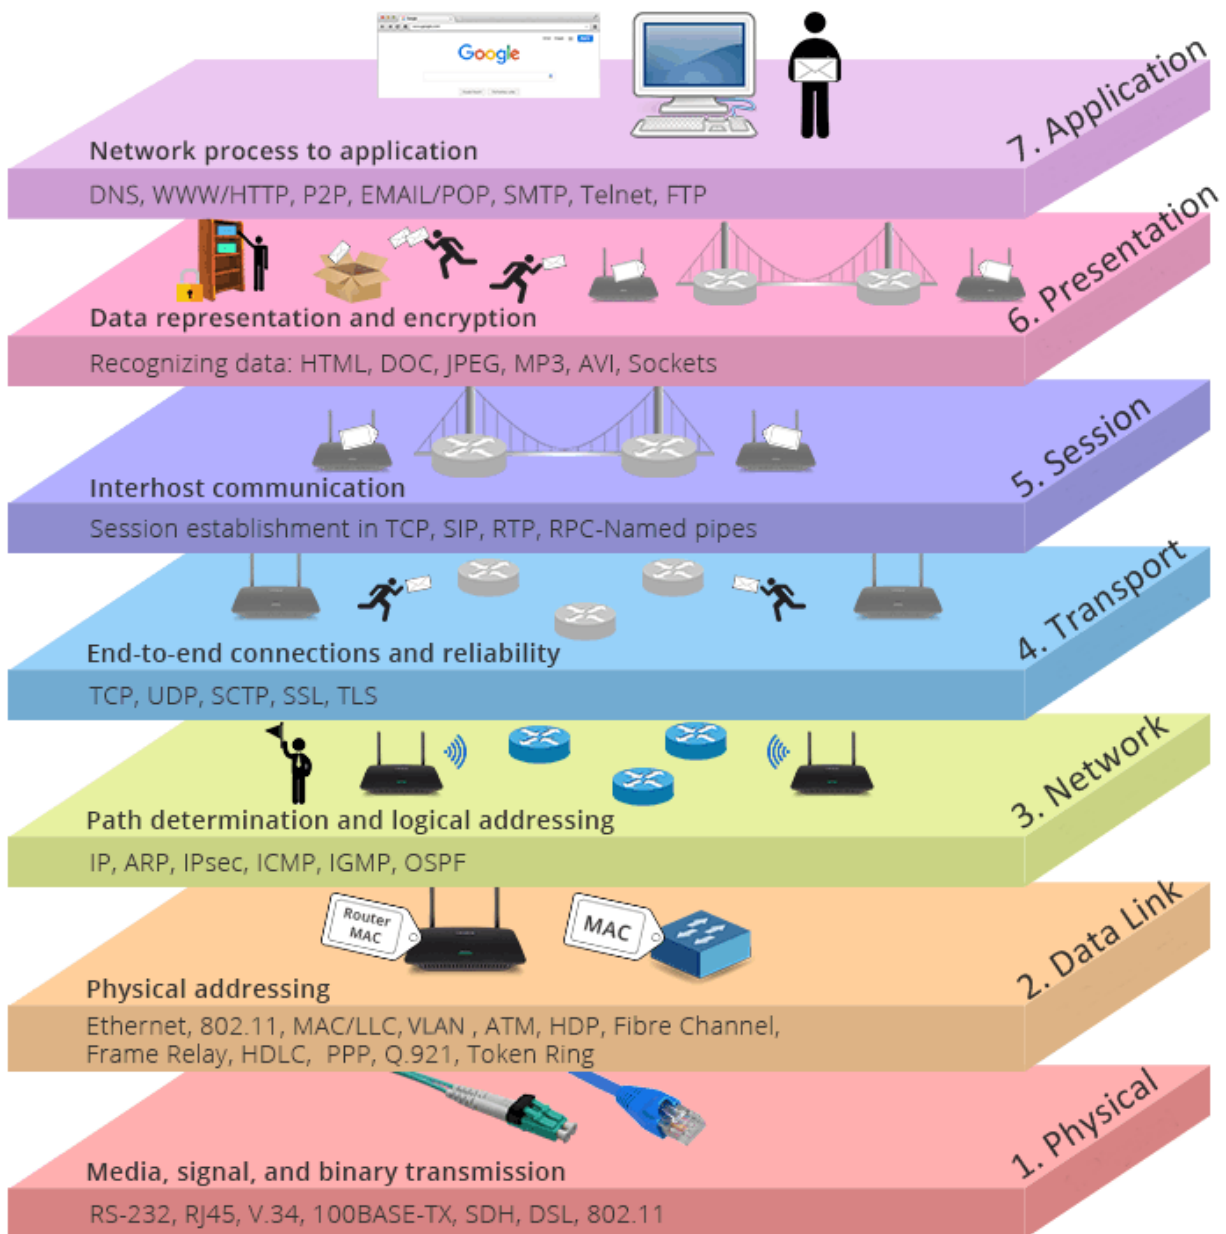 Google
7. Application
Network process to application
DNS, WWW/HTTP, P2P, EMAIL/POP, SMTP, Telnet, FTP
6. Presentation
Data representation and encryption
Recognizing data: HTML, DOC, JPEG, MP3, AVI, Sockets
5. Session
Interhost communication
Session establishment in TCP, SIP, RTP, RPC-Named pipes
4. Transport
End-to-end connections and reliability
TCP, UDP, SCTP, SSL, TLS
3. Network
Path determination and logical addressing
IP, ARP, IPsec, ICMP, IGMP, OSPF
Router
MAC
MAC
2. Data Link
Physical addressing
Ethernet, 802.11, MAC/LLC, VLAN , ATM, HDP, Fibre Channel,
Frame Relay, HDLC, PPP, Q.921, Token Ring
1. Physical
Media, signal, and binary transmission
RS-232, RJ45, V.34, 100BASE-TX, SDH, DSL, 802.11